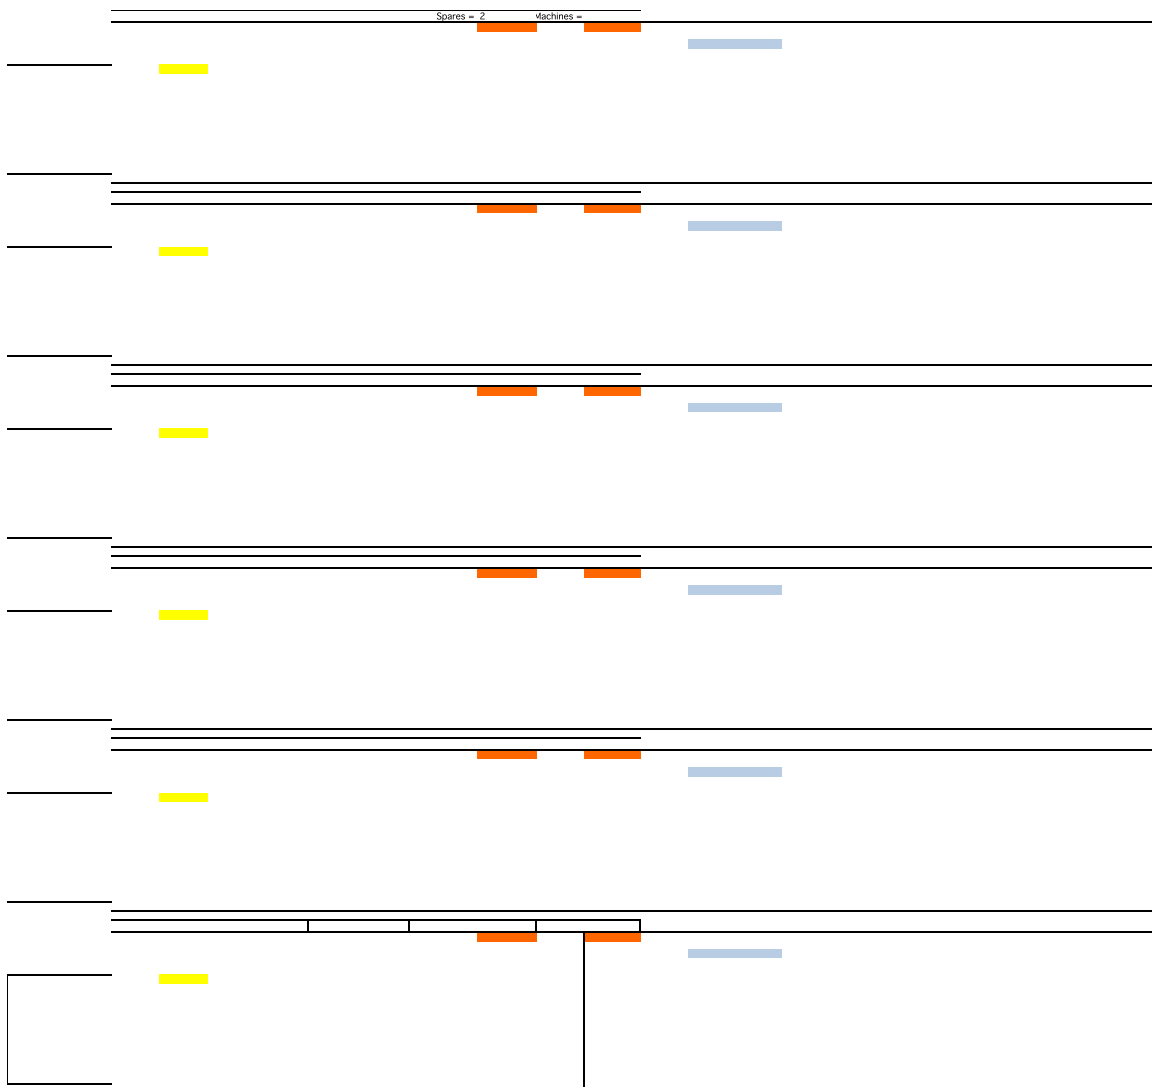 Spares = 2 Machines =